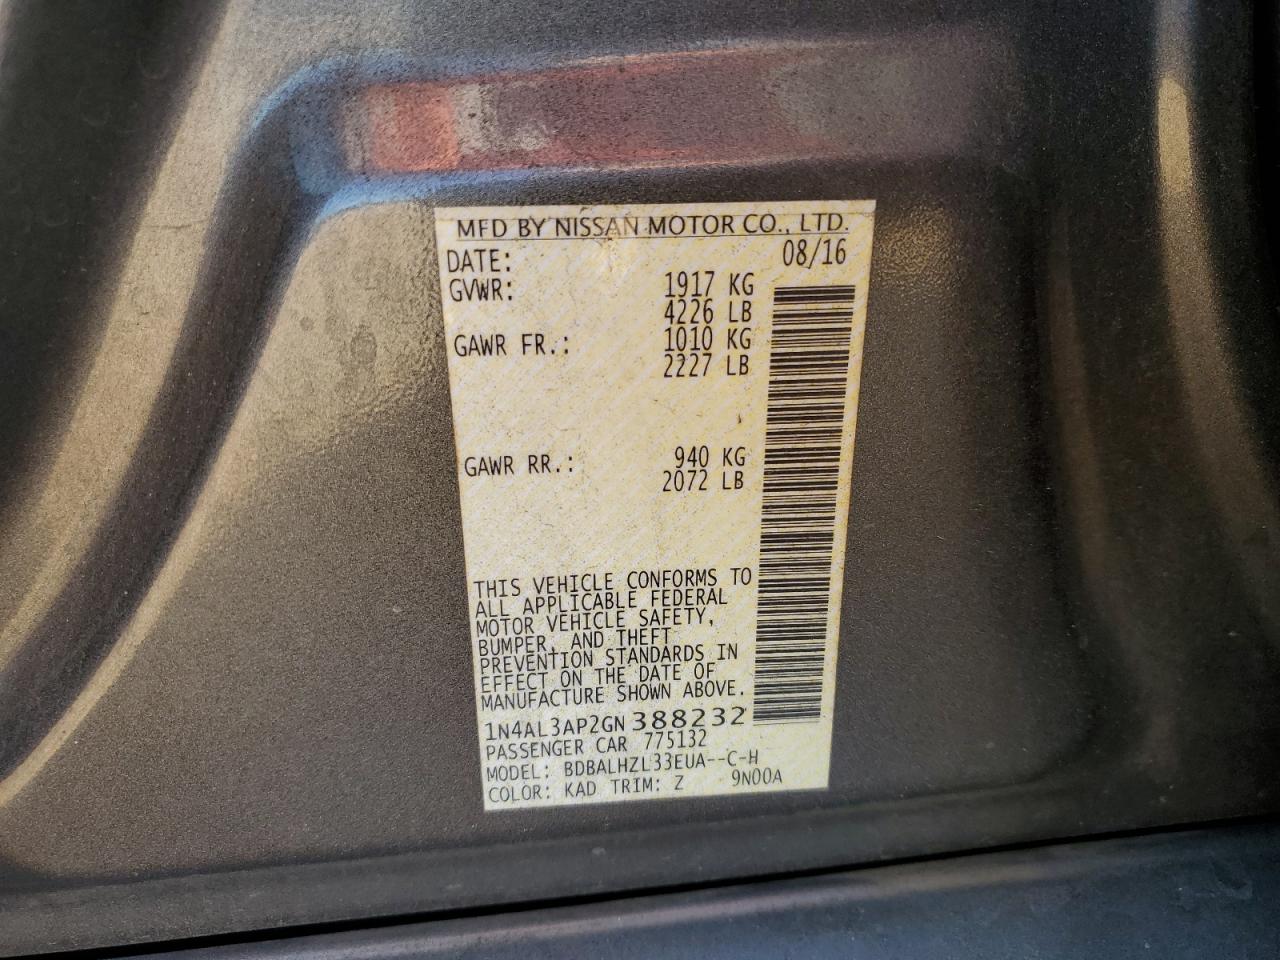 MFD BY NISSAN MOTOR CO., LTD.
DATE: 08/16
GVWR: 1917 KG
4226 LB
GAWR FR.: 1010 KG
2227 LB
GAWR RR.: 940 KG
2072 LB
THIS VEHICLE CONFORMS TO
ALL APPLICABLE FEDERAL
MOTOR VEHICLE SAFETY,
BUMPER, AND THEFT
PREVENTION STANDARDS IN
EFFECT ON THE DATE OF
MANUFACTURE SHOWN ABOVE.
1N4AL3AP2GN388232
PASSENGER CAR 775132
MODEL: BDBALHZL33EUA--C-H
COLOR: KAD TRIM: Z 9N00A